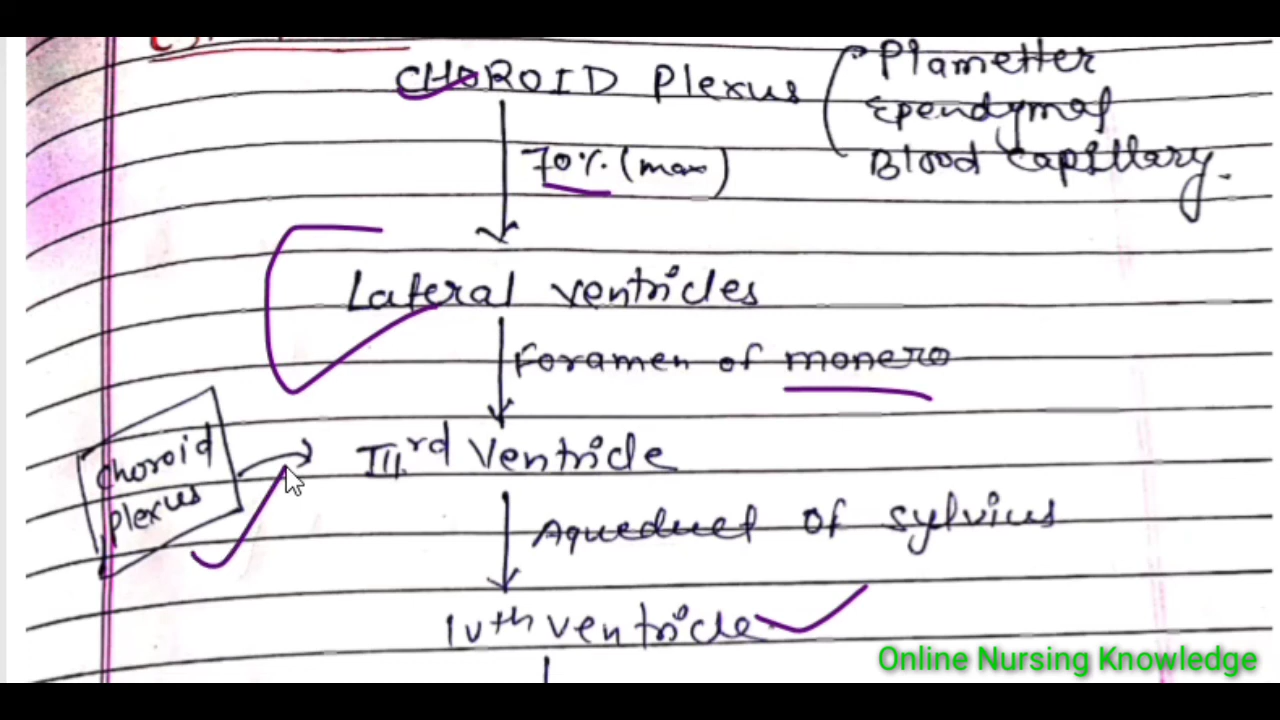 CHOROID Plexus
Piametter
Ependymal
Blood capillary.
70% (max)
Lateral ventricles
Foramen of monero
IIIrd Ventricle
Choroid
plexus
Aqueduct of sylvius
IVth ventricle
Online Nursing Knowledge